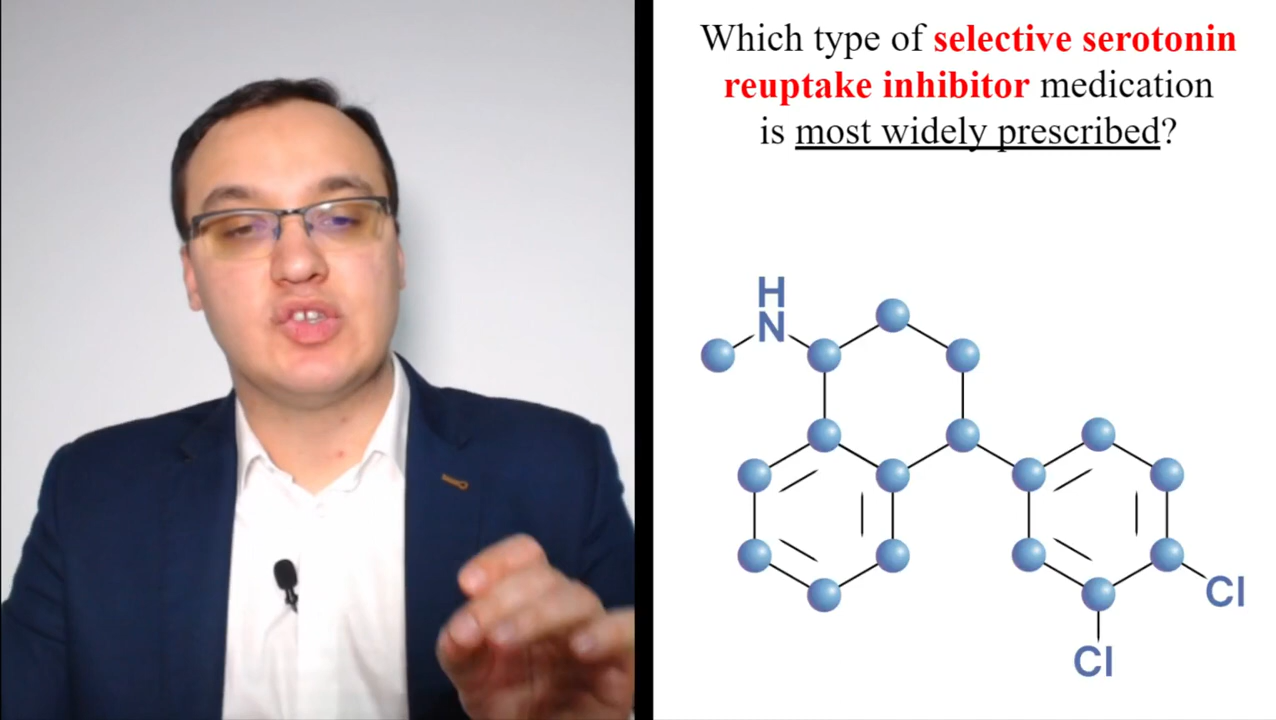 Which type of selective serotonin
reuptake inhibitor medication
is most widely prescribed?
H
N
Cl
Cl